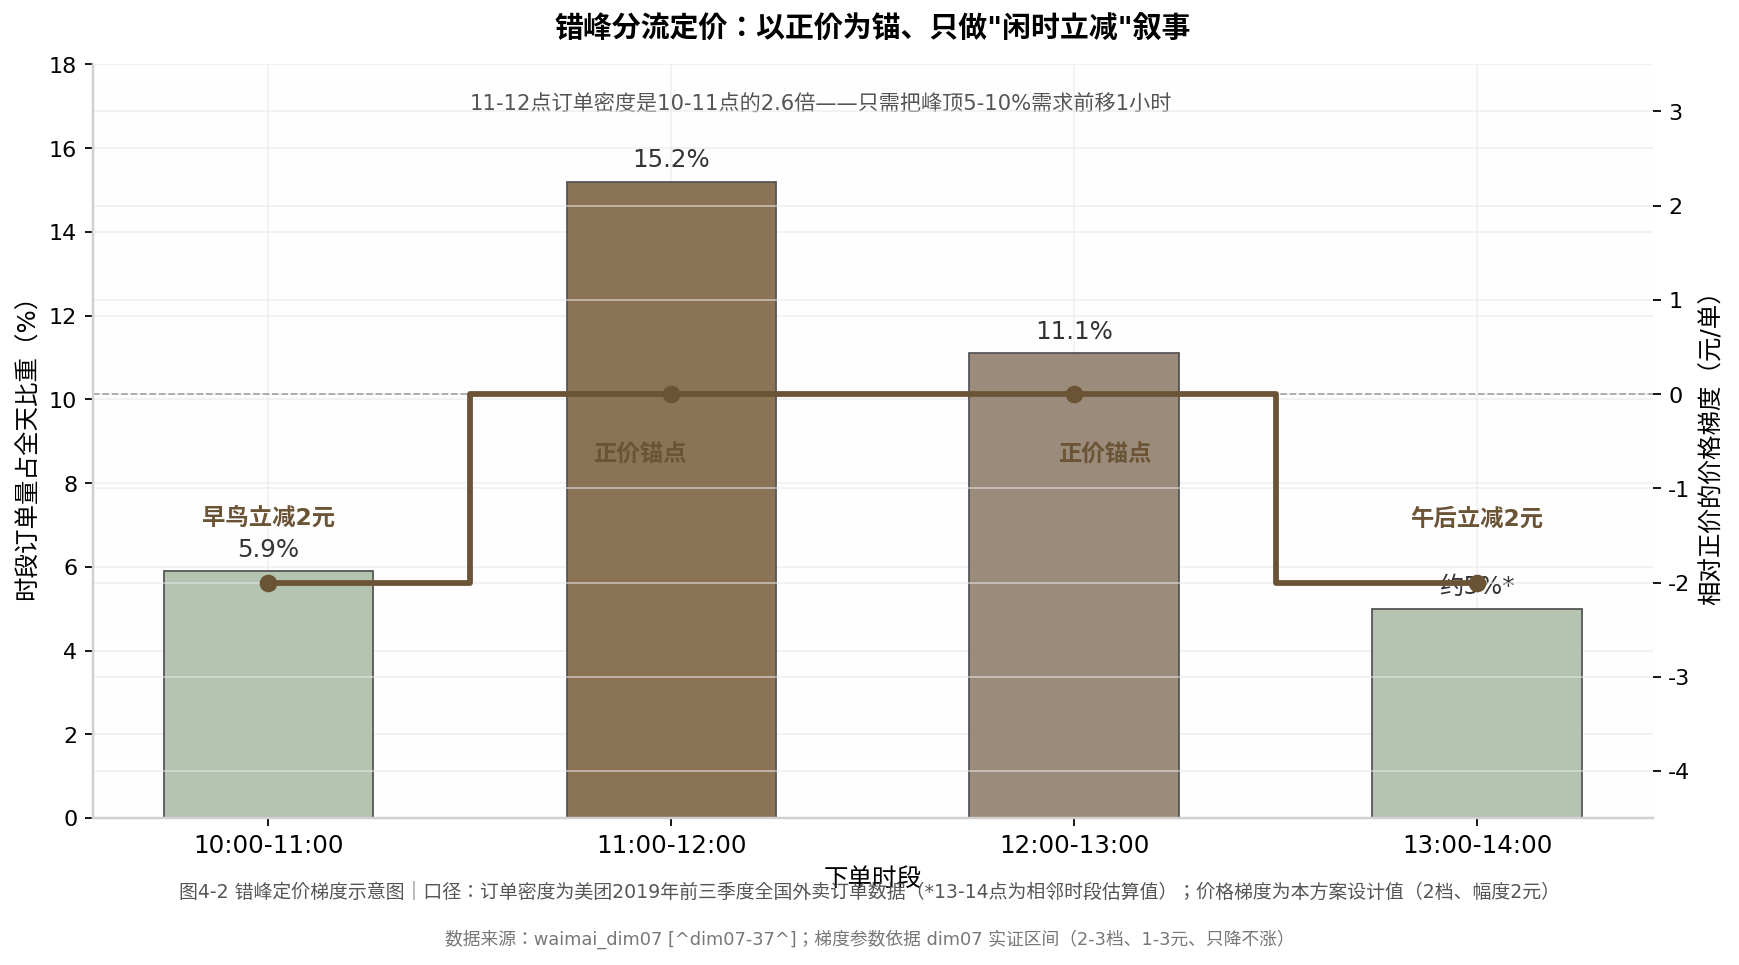 错峰分流定价：以正价为锚、只做"闲时立减"叙事
11-12点订单密度是10-11点的2.6倍——只需把峰顶5-10%需求前移1小时
时段订单量占全天比重（%）
18
16
14
12
10
8
6
4
2
0
15.2%
11.1%
正价锚点
正价锚点
早鸟立减2元
5.9%
午后立减2元
约5%*
3
2
1
0
-1
-2
-3
-4
相对正价的价格梯度（元/单）
10:00-11:00
11:00-12:00
12:00-13:00
13:00-14:00
下单时段
图4-2 错峰定价梯度示意图｜口径：订单密度为美团2019年前三季度全国外卖订单数据（*13-14点为相邻时段估算值）；价格梯度为本方案设计值（2档、幅度2元）
数据来源：waimai_dim07 [^dim07-37^]；梯度参数依据 dim07 实证区间（2-3档、1-3元、只降不涨）